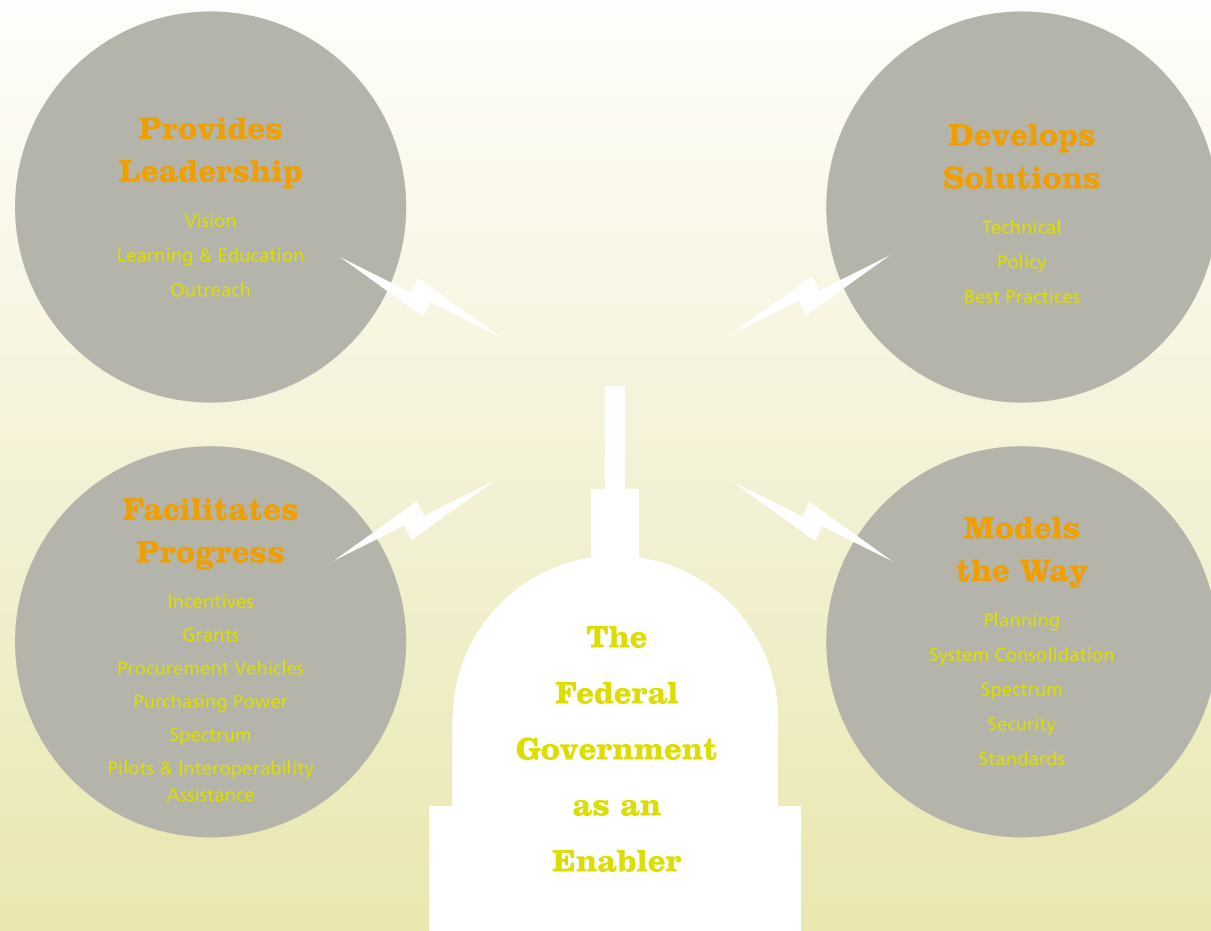 Provides
Leadership
Vision
Learning & Education
Outreach
Develops
Solutions
Technical
Policy
Best Practices
Facilitates
Progress
Incentives
Grants
Procurement Vehicles
Purchasing Power
Spectrum
Pilots & Interoperability
Assistance
The
Federal
Government
as an
Enabler
Models
the Way
Planning
System Consolidation
Spectrum
Security
Standards